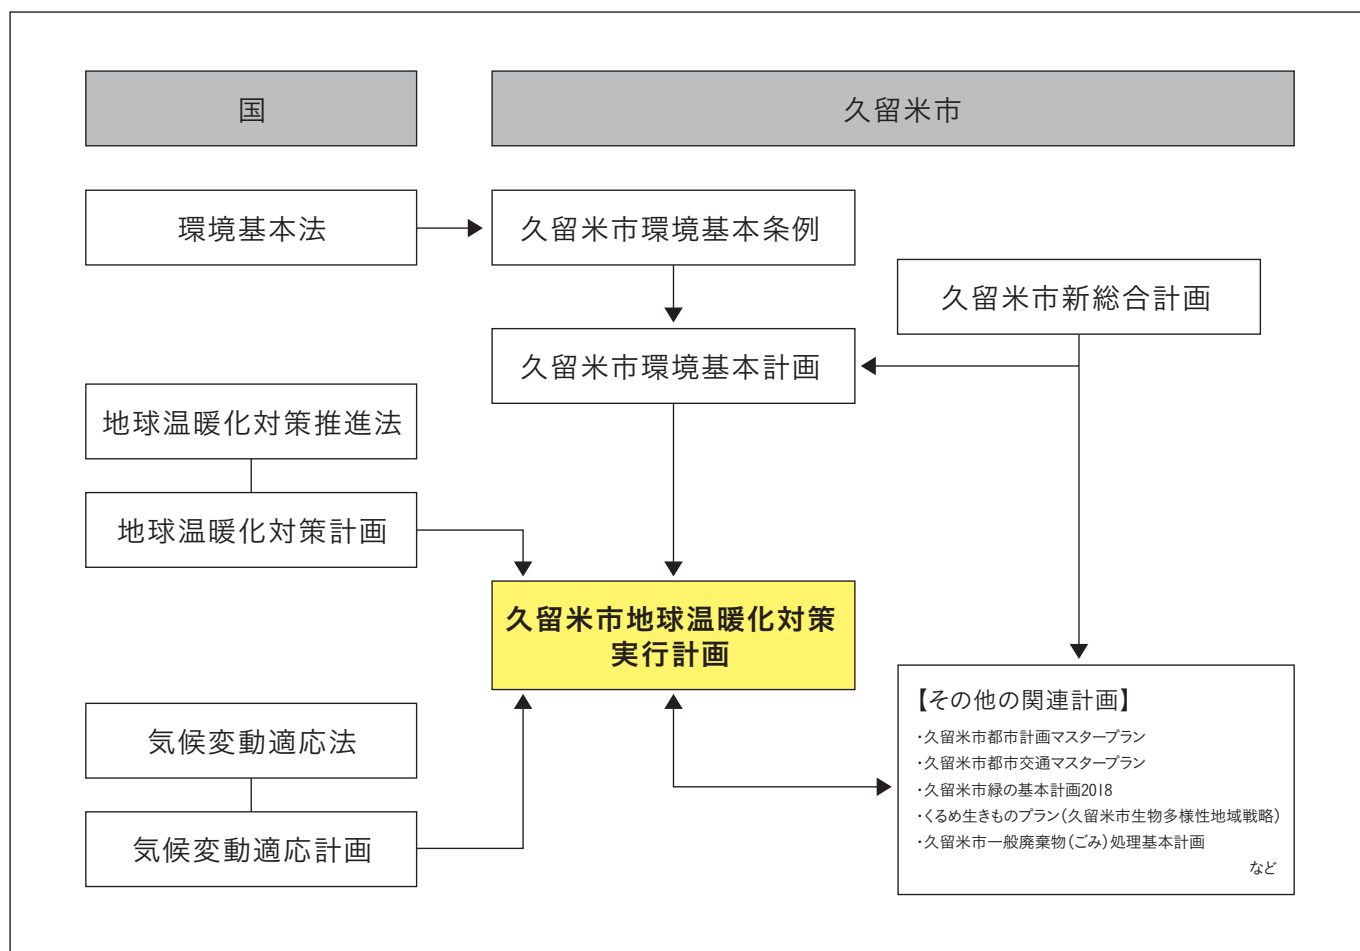 国
久留米市
環境基本法
久留米市環境基本条例
久留米市新総合計画
久留米市環境基本計画
地球温暖化対策推進法
地球温暖化対策計画
久留米市地球温暖化対策
実行計画
気候変動適応法
気候変動適応計画
【その他の関連計画】
・久留米市都市計画マスタープラン
・久留米市都市交通マスタープラン
・久留米市緑の基本計画2018
・くるめ生きものプラン(久留米市生物多様性地域戦略)
・久留米市一般廃棄物(ごみ)処理基本計画
など